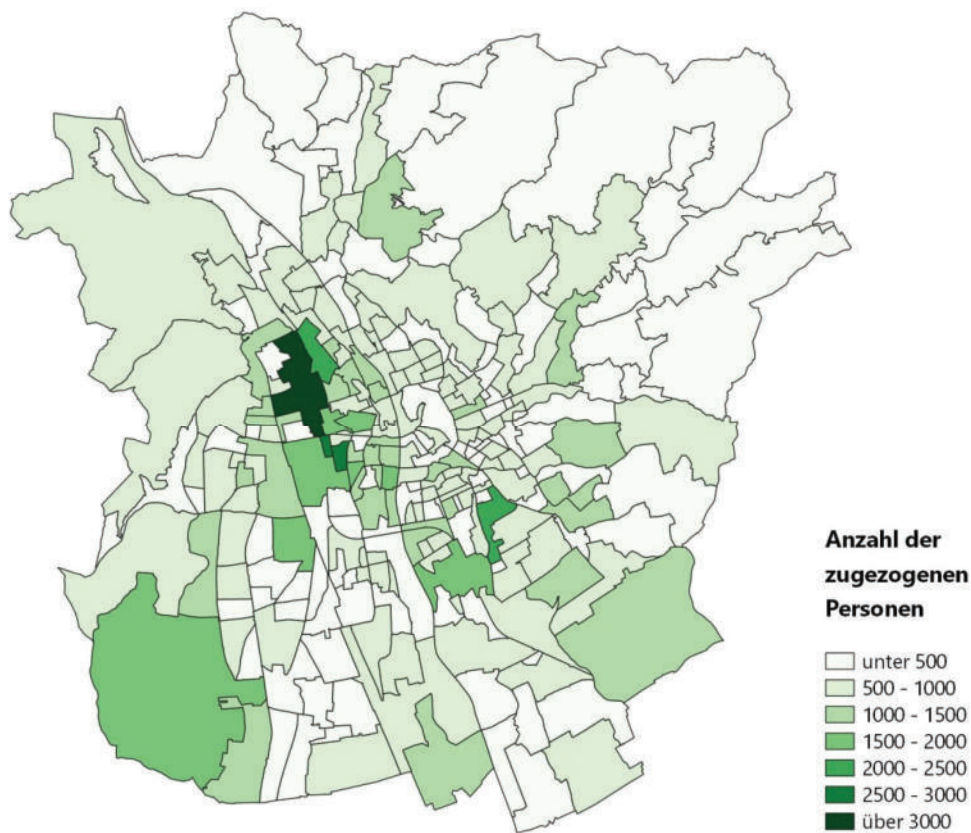 Anzahl der
zugezogenen
Personen
unter 500
500 - 1000
1000 - 1500
1500 - 2000
2000 - 2500
2500 - 3000
über 3000